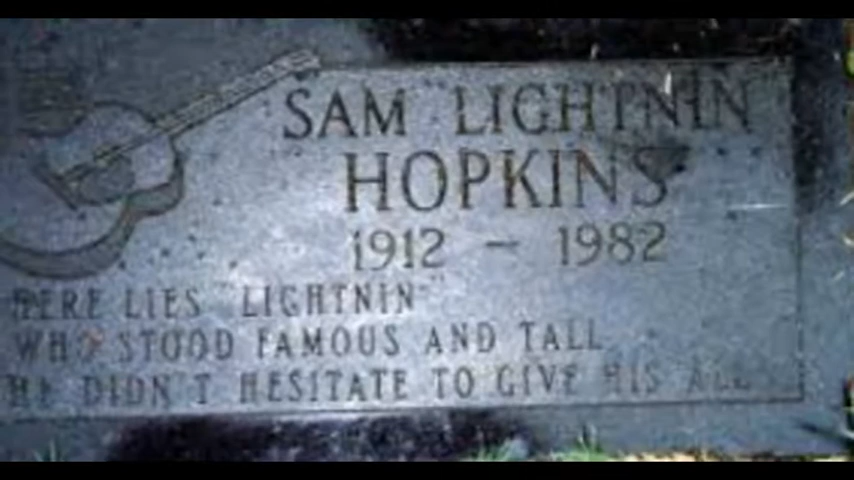 SAM "LIGHTNIN
HOPKINS
1912 - 1982
HERE LIES "LIGHTNIN"
WHO STOOD FAMOUS AND TALL
HE DIDN'T HESITATE TO GIVE HIS ALL